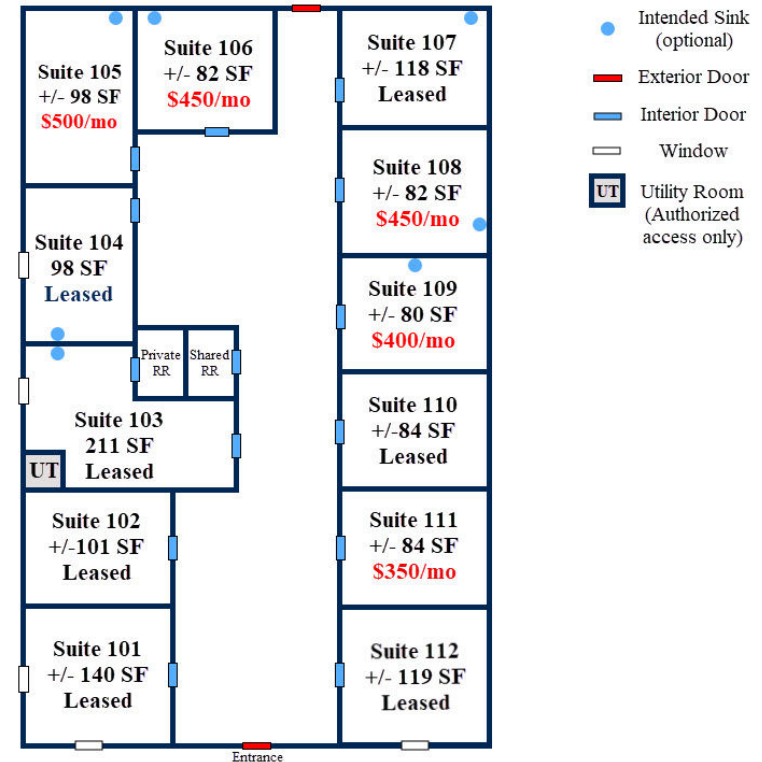 Suite 105
+/- 98 SF
$500/mo
Suite 106
+/- 82 SF
$450/mo
Suite 107
+/- 118 SF
Leased
Suite 104
98 SF
Leased
Suite 108
+/- 82 SF
$450/mo
Suite 109
+/- 80 SF
$400/mo
Private
RR
Shared
RR
Suite 103
211 SF
Leased
UT
Suite 110
+/-84 SF
Leased
Suite 102
+/-101 SF
Leased
Suite 111
+/- 84 SF
$350/mo
Suite 101
+/- 140 SF
Leased
Suite 112
+/- 119 SF
Leased
Entrance
Intended Sink
(optional)
Exterior Door
Interior Door
Window
UT
Utility Room
(Authorized
access only)